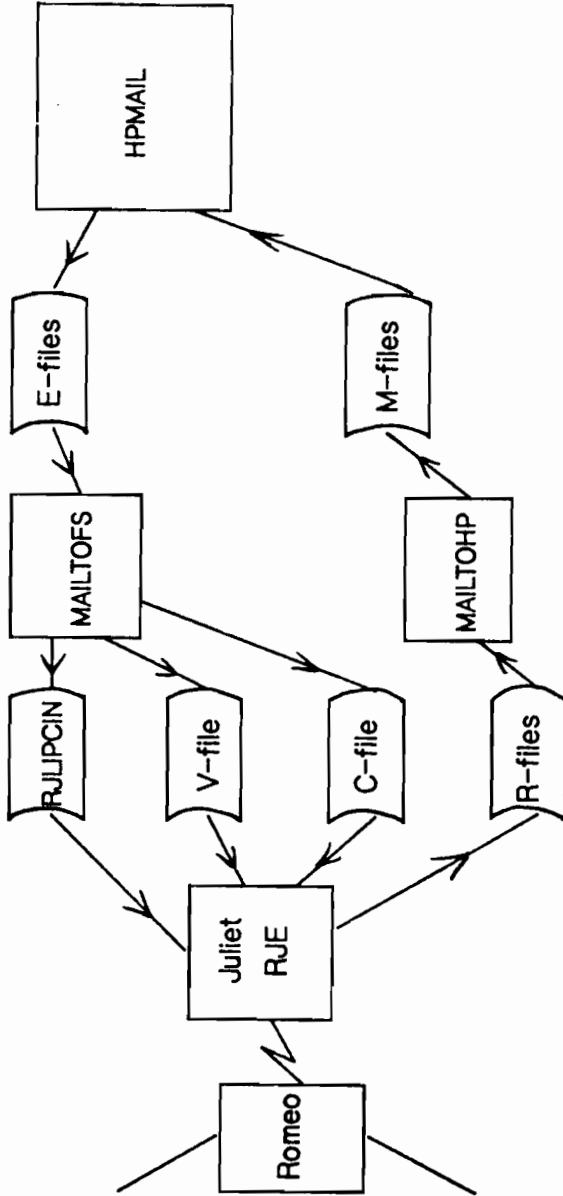 Romeo
Juliet
RJE
RJLIPCIN
V-file
C-file
R-files
MAILTOFS
MAILTOHP
E-files
M-files
HPMAIL